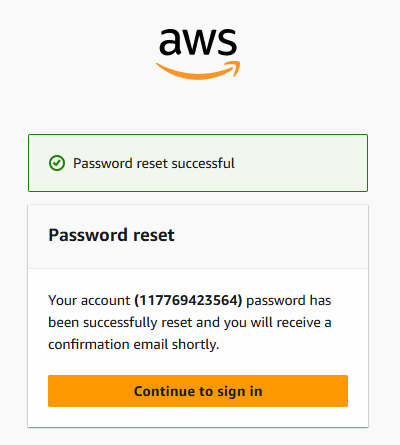 aws
Password reset successful
Password reset
Your account (117769423564) password has
been successfully reset and you will receive a
confirmation email shortly.
Continue to sign in